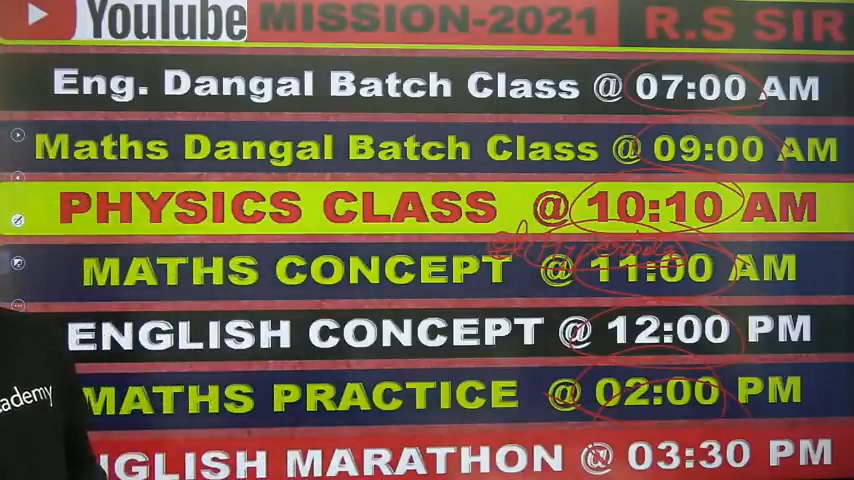 YouTube MISSION-2021 R.S SIR
Eng. Dangal Batch Class @ 07:00 AM
Maths Dangal Batch Class @ 09:00 AM
PHYSICS CLASS @ 10:10 AM
Hyperbola
MATHS CONCEPT @ 11:00 AM
ENGLISH CONCEPT @ 12:00 PM
MATHS PRACTICE @ 02:00 PM
ademy
GLISH MARATHON @ 03:30 PM